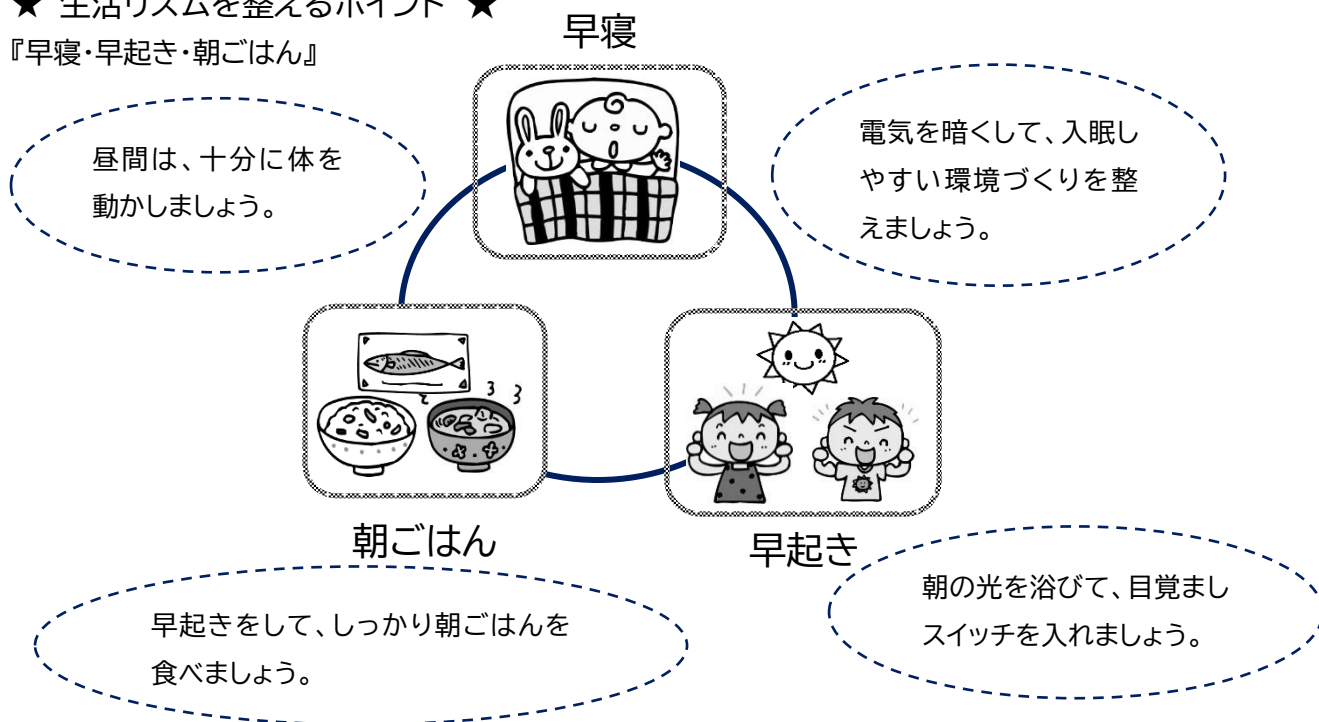 ★ 生活リズムを整えるポイント ★
『早寝・早起き・朝ごはん』
早寝
昼間は、十分に体を
動かしましょう。
電気を暗くして、入眠し
やすい環境づくりを整
えましょう。
朝ごはん
早起き
早起きをして、しっかり朝ごはんを
食べましょう。
朝の光を浴びて、目覚まし
スイッチを入れましょう。